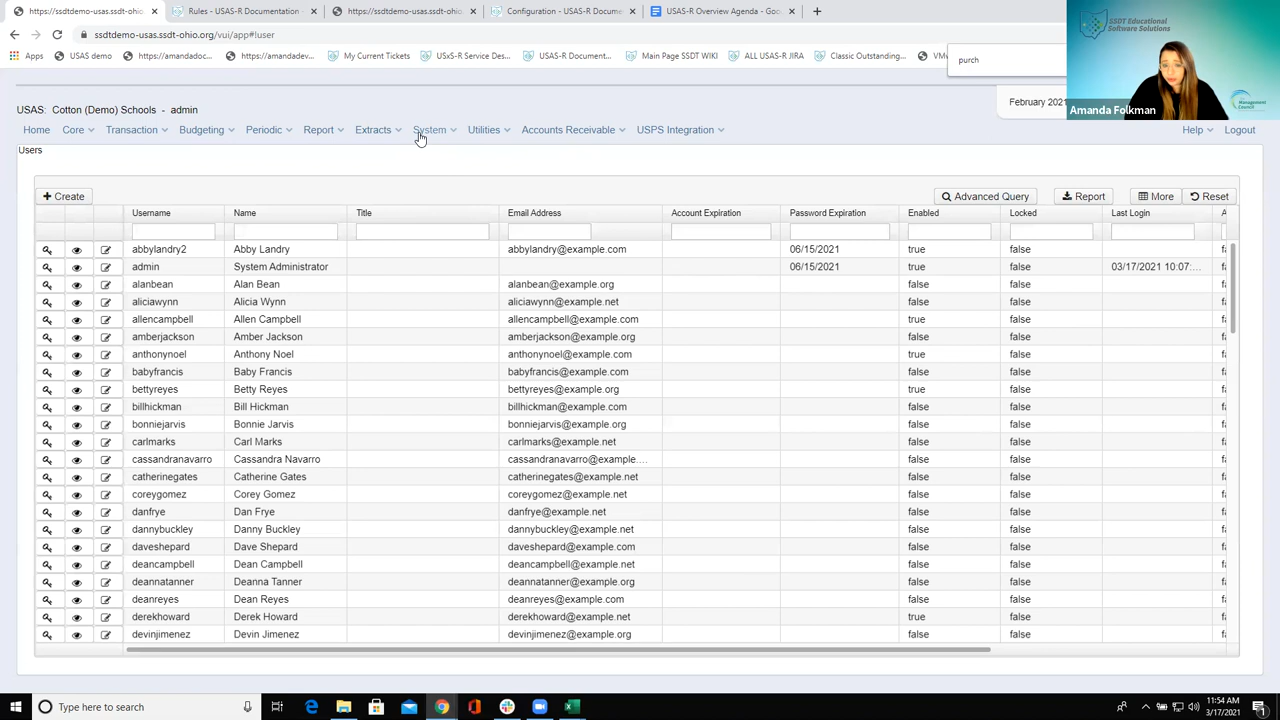 https://ssdtdemo-usas.ssdt-ohio.
Rules - USAS-R Documentation
https://ssdtdemo-usas.ssdt-ohio.
Configuration - USAS-R Docume
USAS-R Overview Agenda - Goo
ssdtdemo-usas.ssdt-ohio.org/vui/app#!user
Apps
USAS demo
https://amandadoc...
https://amandadev...
My Current Tickets
USxS-R Service Des...
USAS-R Document...
Main Page SSDT WIKI
ALL USAS-R JIRA
Classic Outstanding...
purch
SSDT Educational
Software Solutions
Amanda Folkman
Management
Council
USAS: Cotton (Demo) Schools - admin
February 2021
Home
Core
Transaction
Budgeting
Periodic
Report
Extracts
System
Utilities
Accounts Receivable
USPS Integration
Help
Logout
Users
Create
Advanced Query
Report
More
Reset
Username Name Title Email Address Account Expiration Password Expiration Enabled Locked Last Login
abbylandry2 Abby Landry abbylandry@example.com 06/15/2021 true false
admin System Administrator 06/15/2021 true false 03/17/2021 10:07:...
alanbean Alan Bean alanbean@example.org false false
aliciawynn Alicia Wynn aliciawynn@example.net false false
allencampbell Allen Campbell allencampbell@example.com true false
amberjackson Amber Jackson amberjackson@example.org false false
anthonynoel Anthony Noel anthonynoel@example.com true false
babyfrancis Baby Francis babyfrancis@example.com false false
bettyreyes Betty Reyes bettyreyes@example.org true false
billhickman Bill Hickman billhickman@example.com false false
bonniejarvis Bonnie Jarvis bonniejarvis@example.org false false
carlmarks Carl Marks carlmarks@example.net false false
cassandranavarro Cassandra Navarro cassandranavarro@example.... false false
catherinegates Catherine Gates catherinegates@example.net false false
coreygomez Corey Gomez coreygomez@example.net false false
danfrye Dan Frye danfrye@example.net false false
dannybuckley Danny Buckley dannybuckley@example.net false false
daveshepard Dave Shepard daveshepard@example.com false false
deancampbell Dean Campbell deancampbell@example.net false false
deannatanner Deanna Tanner deannatanner@example.org false false
deanreyes Dean Reyes deanreyes@example.com false false
derekhoward Derek Howard derekhoward@example.net true false
devinjimenez Devin Jimenez devinjimenez@example.org false false
Type here to search
11:54 AM
3/17/2021